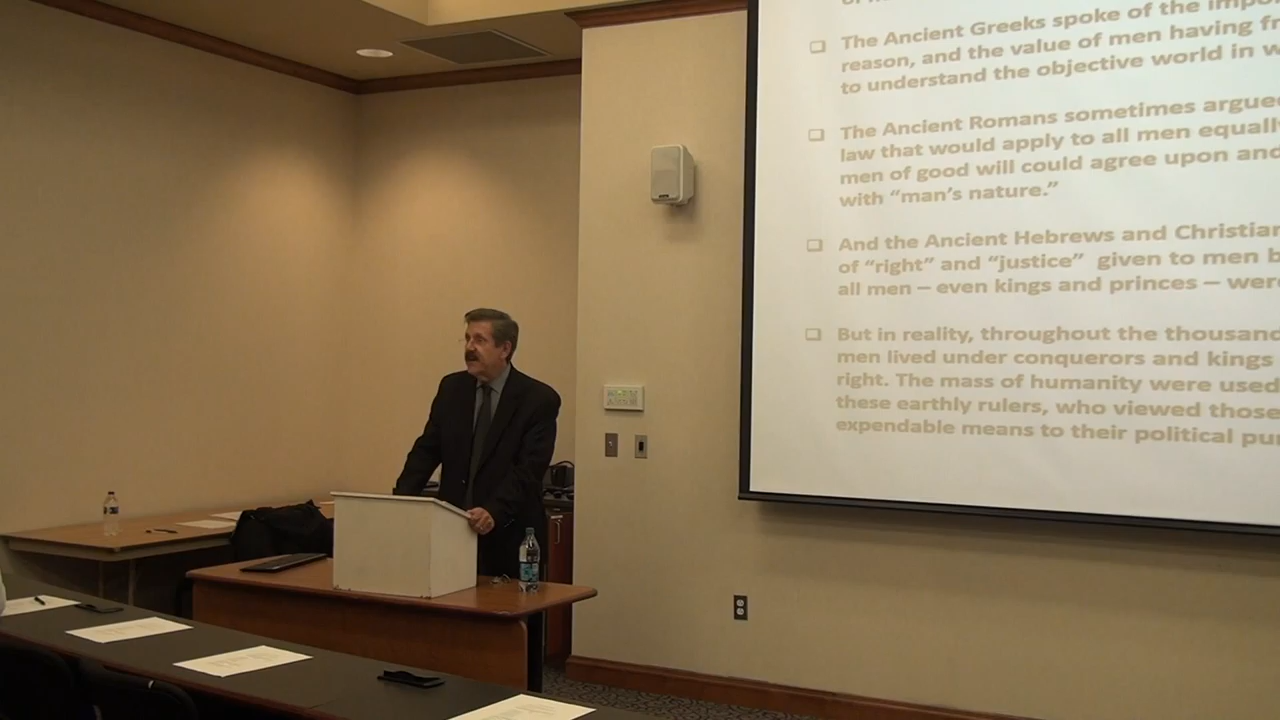 The Ancient Greeks spoke of the
reason, and the value of men having
to understand the objective world in
The Ancient Romans sometimes argued
law that would apply to all men equally
men of good will could agree upon and
with “man’s nature.”
And the Ancient Hebrews and Christian
of “right” and “justice” given to men
all men – even kings and princes – were
But in reality, throughout the
men lived under conquerors and kings
right. The mass of humanity were used
these earthly rulers, who viewed those
expendable means to their political